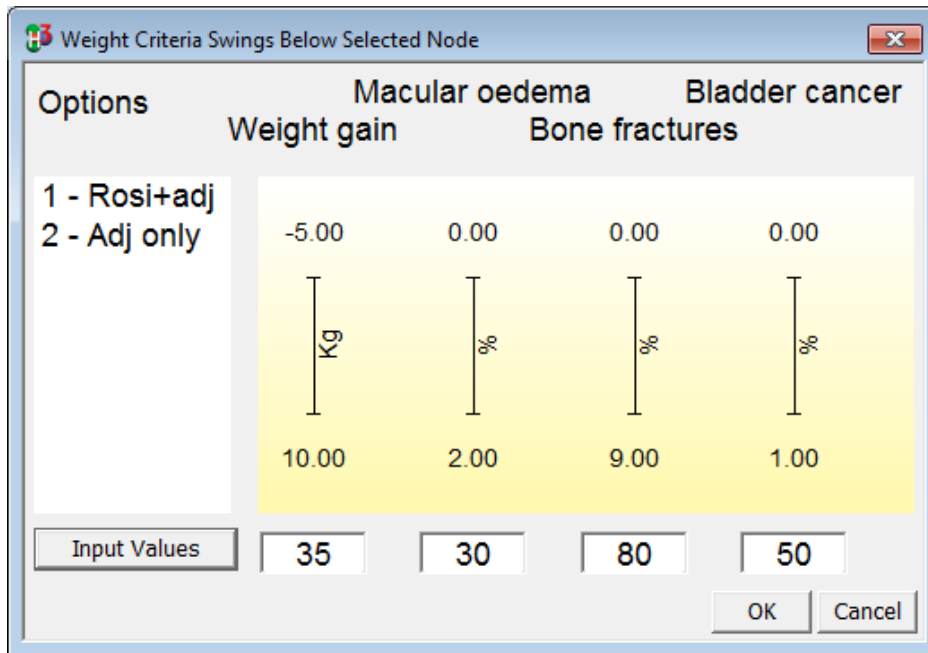 Weight Criteria Swings Below Selected Node
Options
Macular oedema Bladder cancer
Weight gain Bone fractures
1 - Rosi+adj
2 - Adj only
-5.00 0.00 0.00 0.00
Kg % % %
10.00 2.00 9.00 1.00
Input Values 35 30 80 50
OK Cancel